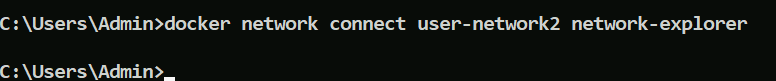 C:\Users\Admin>docker network connect user-network2 network-explorer
C:\Users\Admin>